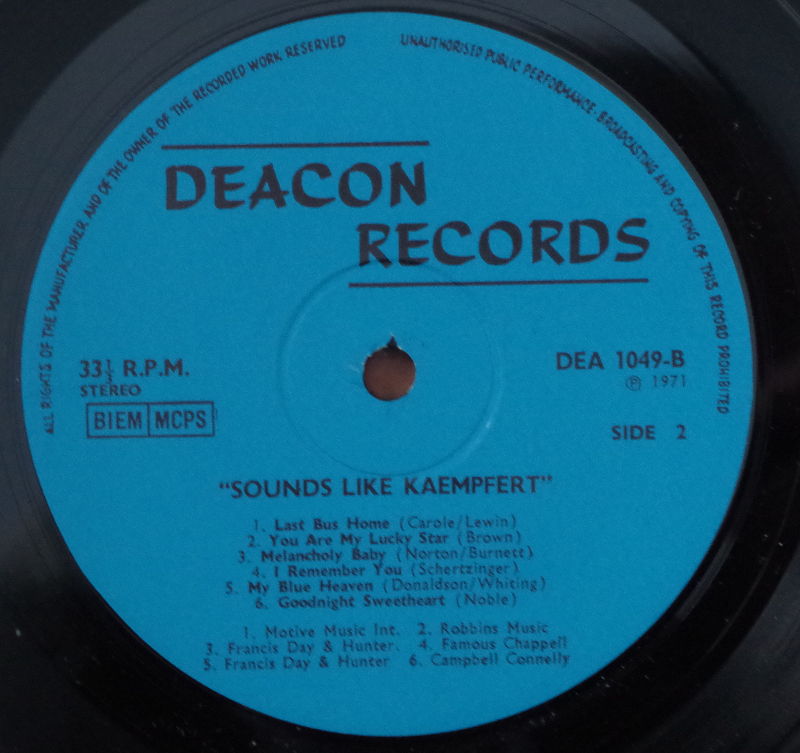 ALL RIGHTS OF THE MANUFACTURER AND OF THE OWNER OF THE RECORDED WORK RESERVED
UNAUTHORISED PUBLIC PERFORMANCE · BROADCASTING AND COPYING OF THIS RECORD PROHIBITED
DEACON
RECORDS
33⅓ R.P.M.
STEREO
BIEM MCPS
DEA 1049-B
℗ 1971
SIDE 2
"SOUNDS LIKE KAEMPFERT"
1. Last Bus Home (Carole/Lewin)
2. You Are My Lucky Star (Brown)
3. Melancholy Baby (Norton/Burnett)
4. I Remember You (Schertzinger)
5. My Blue Heaven (Donaldson/Whiting)
6. Goodnight Sweetheart (Noble)
1. Motive Music Int. 2. Robbins Music
3. Francis Day & Hunter. 4. Famous Chappell
5. Francis Day & Hunter 6. Campbell Connelly